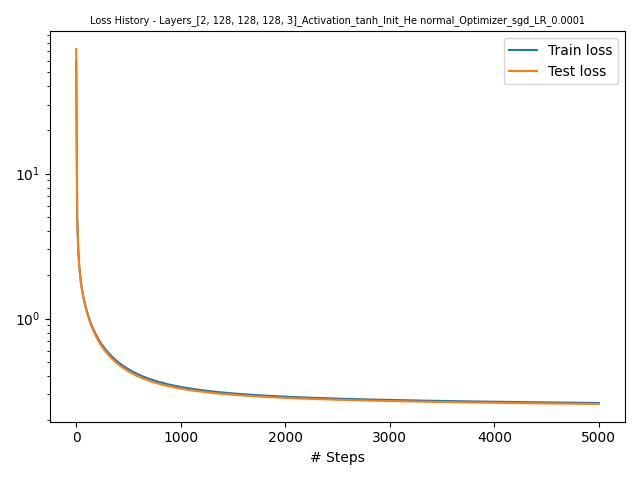 Loss History - Layers_[2, 128, 128, 128, 3]_Activation_tanh_Init_He normal_Optimizer_sgd_LR_0.0001
Train loss
Test loss
10¹
10⁰
0 1000 2000 3000 4000 5000
# Steps